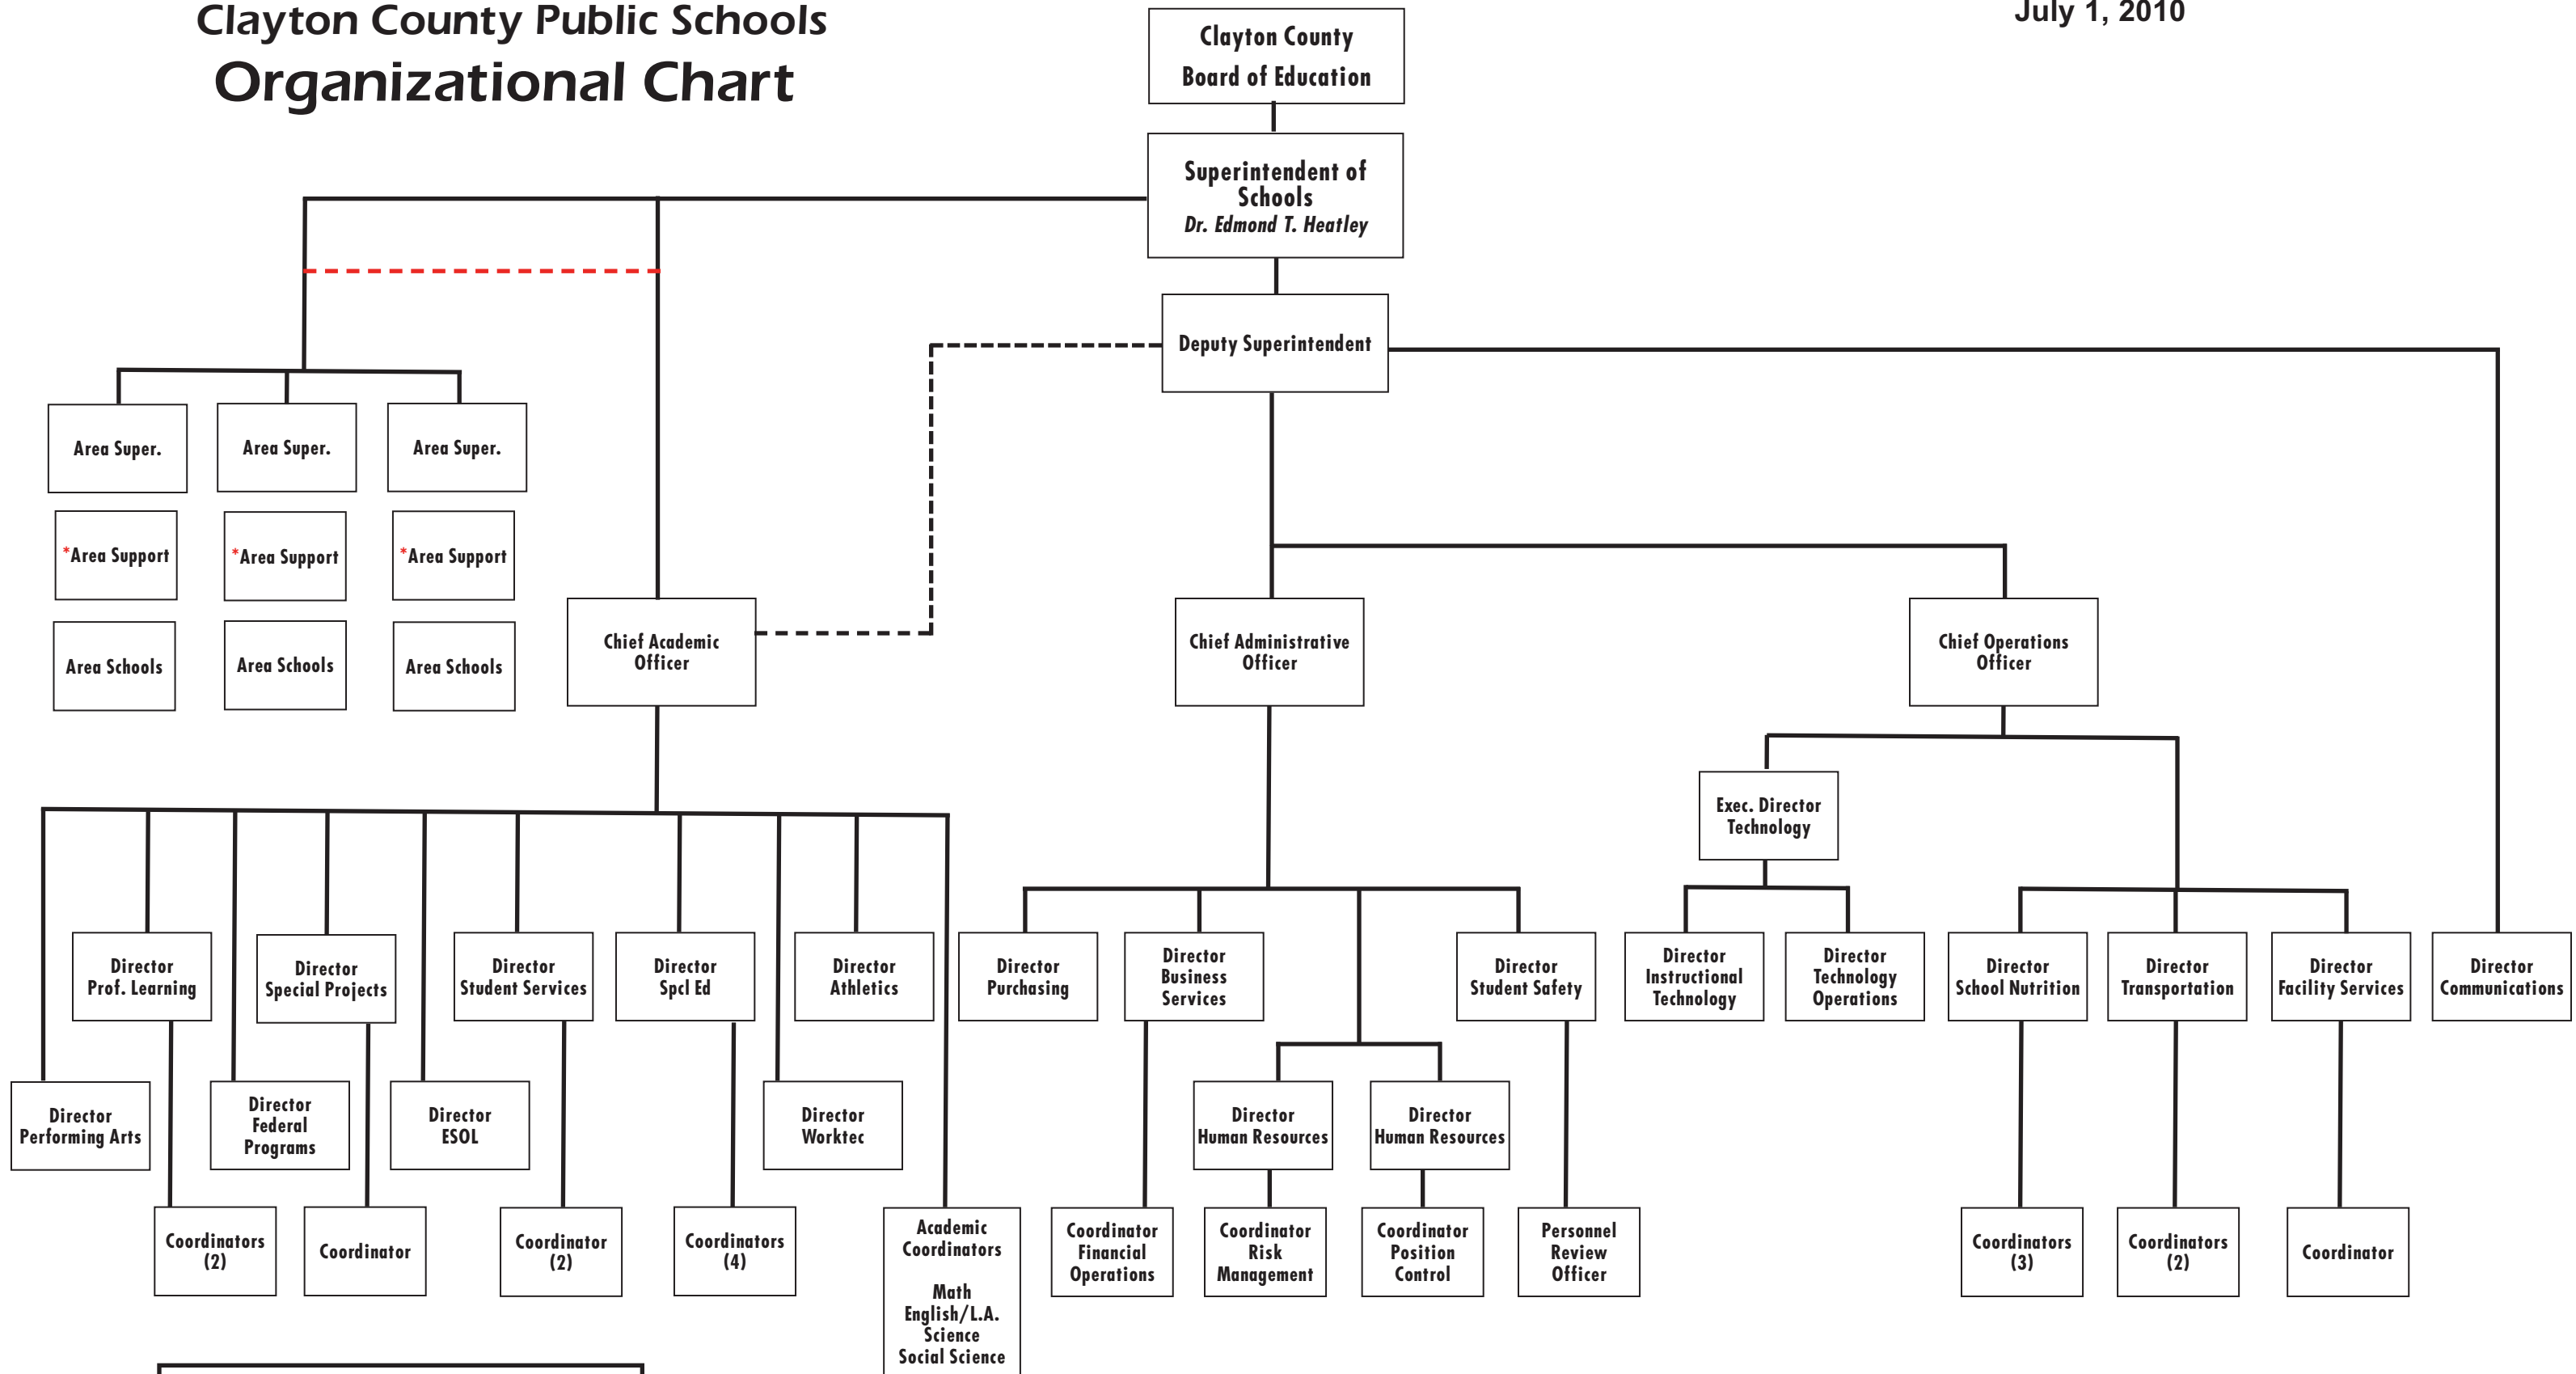 Clayton County Public Schools
Organizational Chart
July 1, 2010
Clayton County
Board of Education
Superintendent of
Schools
Dr. Edmond T. Heatley
Deputy Superintendent
Area Super.
Area Super.
Area Super.
*Area Support
*Area Support
*Area Support
Area Schools
Area Schools
Area Schools
Chief Academic
Officer
Chief Administrative
Officer
Chief Operations
Officer
Exec. Director
Technology
Director
Prof. Learning
Director
Special Projects
Director
Student Services
Director
Spcl Ed
Director
Athletics
Director
Purchasing
Director
Business
Services
Director
Student Safety
Director
Instructional
Technology
Director
Technology
Operations
Director
School Nutrition
Director
Transportation
Director
Facility Services
Director
Communications
Director
Performing Arts
Director
Federal
Programs
Director
ESOL
Director
Worktec
Director
Human Resources
Director
Human Resources
Coordinators
(2)
Coordinator
Coordinator
(2)
Coordinators
(4)
Academic
Coordinators
Math
English/L.A.
Science
Social Science
Coordinator
Financial
Operations
Coordinator
Risk
Management
Coordinator
Position
Control
Personnel
Review
Officer
Coordinators
(3)
Coordinators
(2)
Coordinator